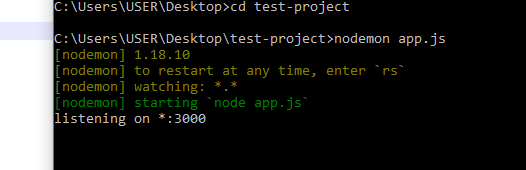 C:\Users\USER\Desktop>cd test-project
C:\Users\USER\Desktop\test-project>nodemon app.js
[nodemon] 1.18.10
[nodemon] to restart at any time, enter `rs`
[nodemon] watching: *.*
[nodemon] starting `node app.js`
listening on *:3000